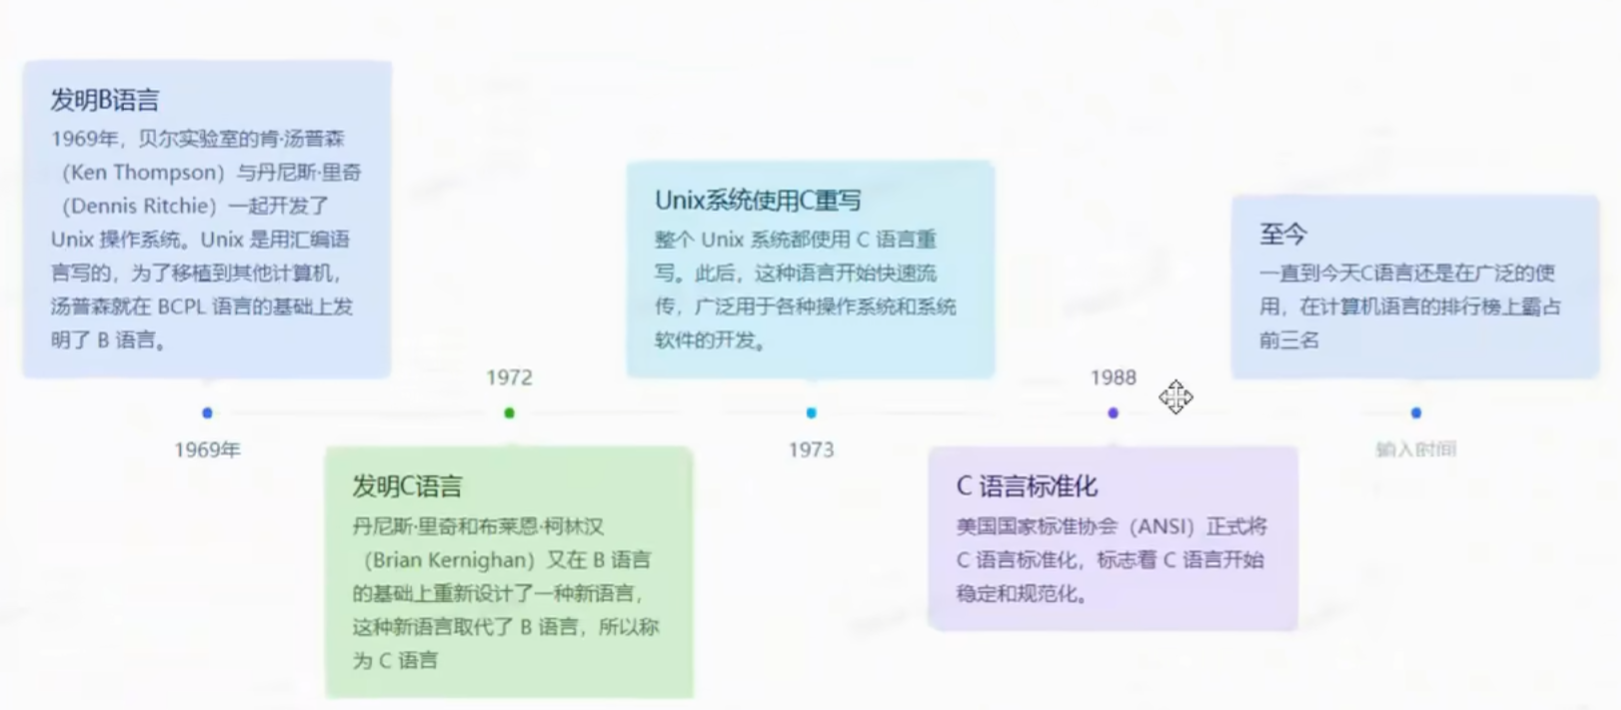 发明B语言
1969年，贝尔实验室的肯·汤普森
（Ken Thompson）与丹尼斯·里奇
（Dennis Ritchie）一起开发了
Unix 操作系统。Unix 是用汇编语
言写的，为了移植到其他计算机，
汤普森就在 BCPL 语言的基础上发
明了 B 语言。
1969年
1972
发明C语言
丹尼斯·里奇和布莱恩·柯林汉
（Brian Kernighan）又在 B 语言
的基础上重新设计了一种新语言，
这种新语言取代了 B 语言，所以称
为 C 语言
Unix系统使用C重写
整个 Unix 系统都使用 C 语言重
写。此后，这种语言开始快速流
传，广泛用于各种操作系统和系统
软件的开发。
1973
1988
C 语言标准化
美国国家标准协会（ANSI）正式将
C 语言标准化，标志着 C 语言开始
稳定和规范化。
至今
一直到今天C语言还是在广泛的使
用，在计算机语言的排行榜上霸占
前三名
输入时间